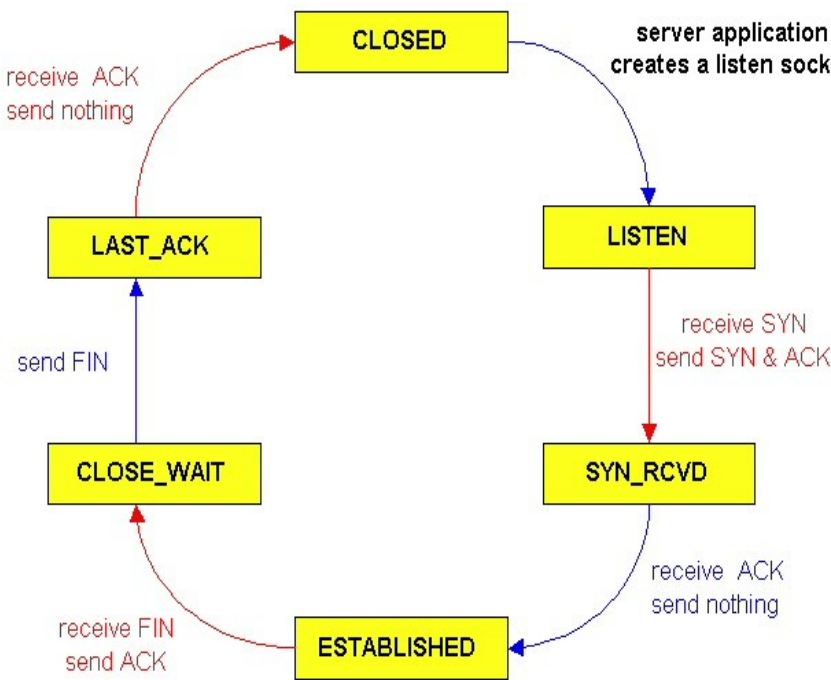 CLOSED
server application
creates a listen sock
receive ACK
send nothing
LAST_ACK
LISTEN
receive SYN
send SYN & ACK
send FIN
CLOSE_WAIT
SYN_RCVD
receive ACK
send nothing
receive FIN
send ACK
ESTABLISHED